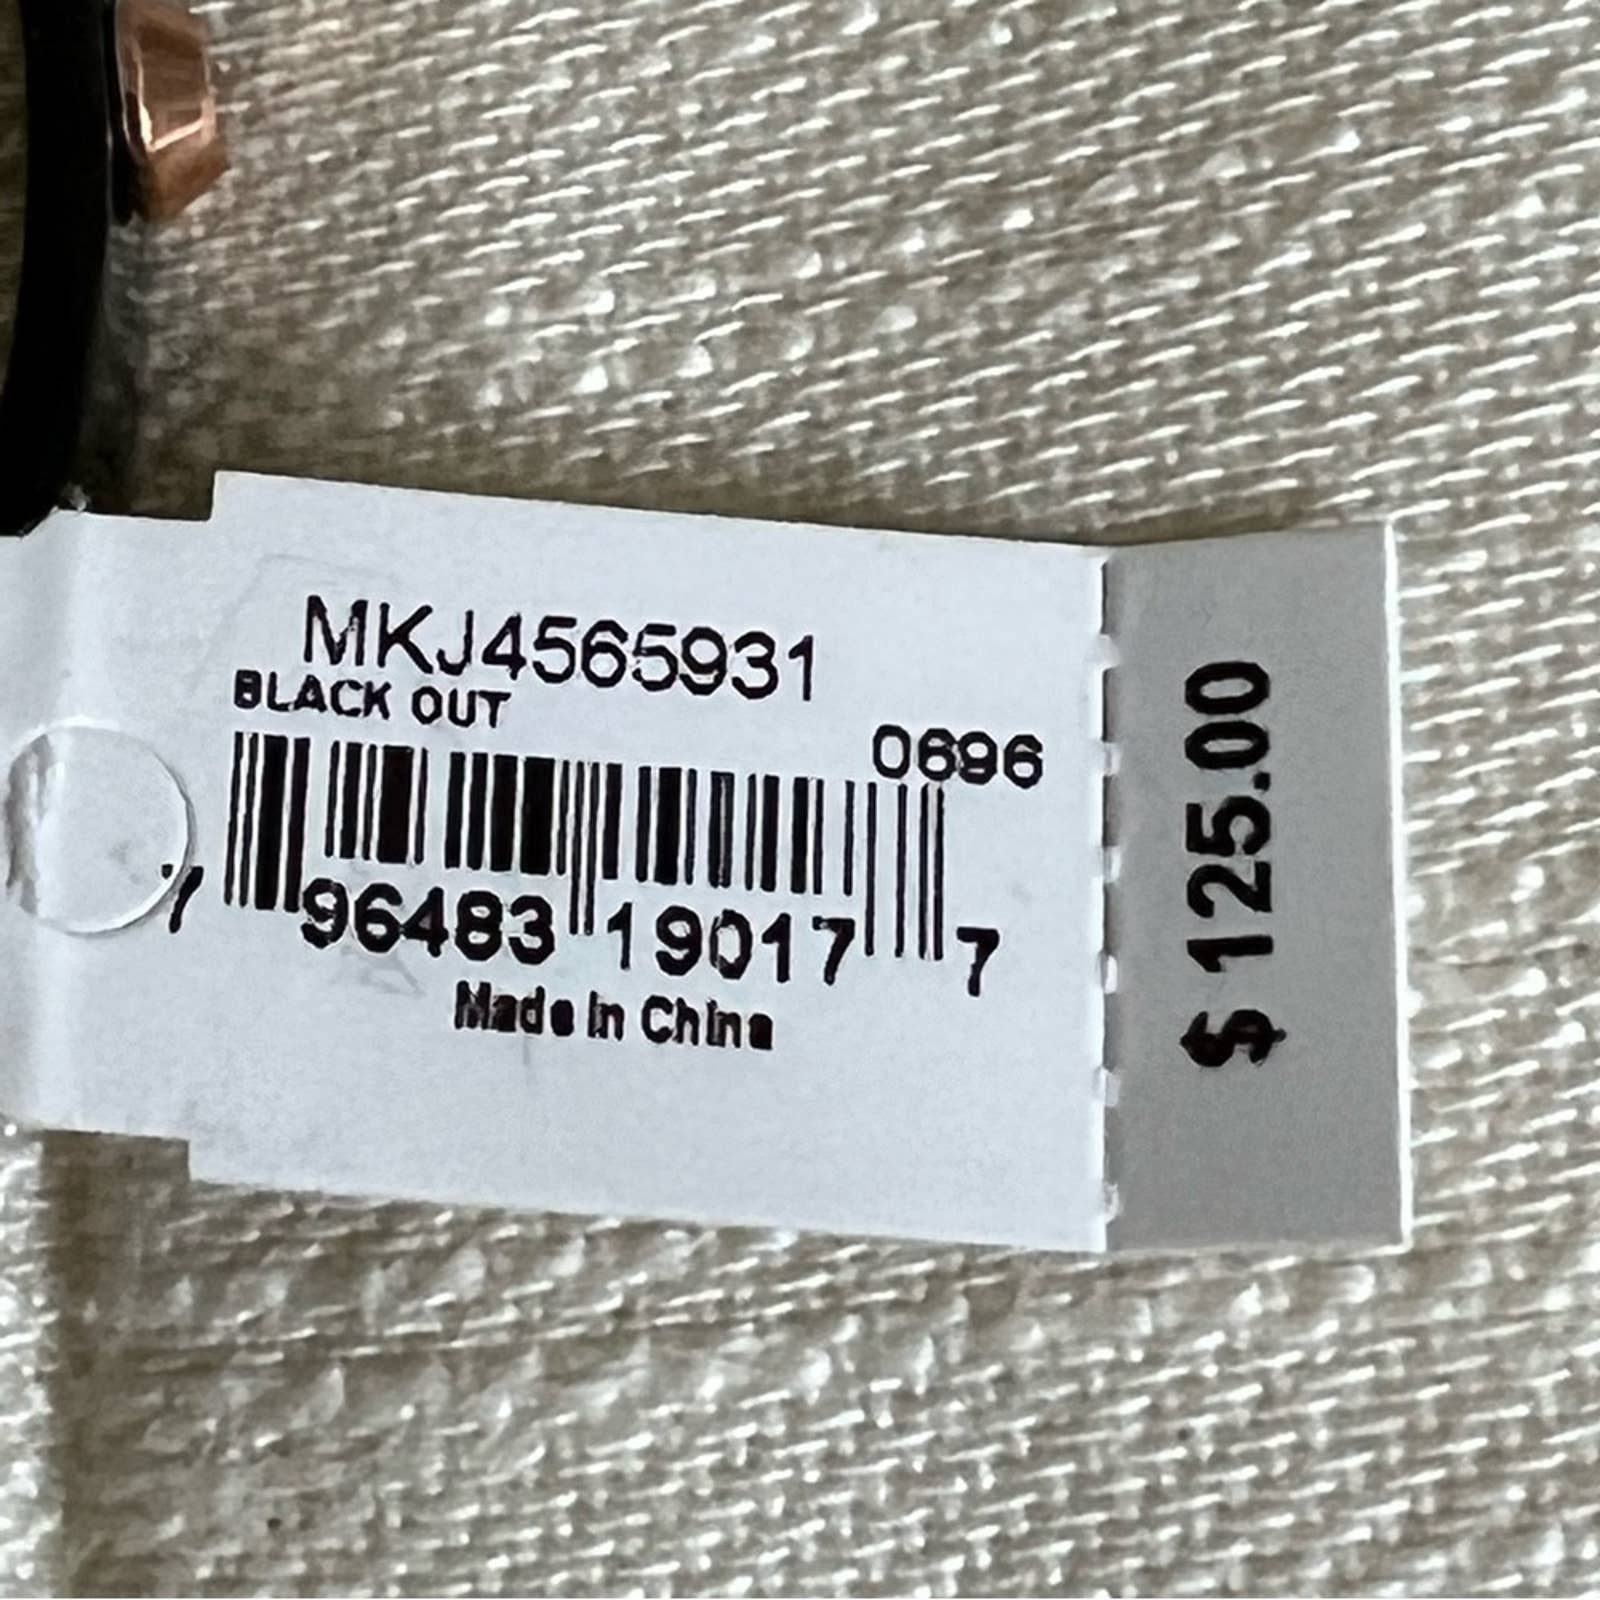 MKJ4565931
BLACK OUT
0696
7 96483 19017 7
Made In China
$ 125.00